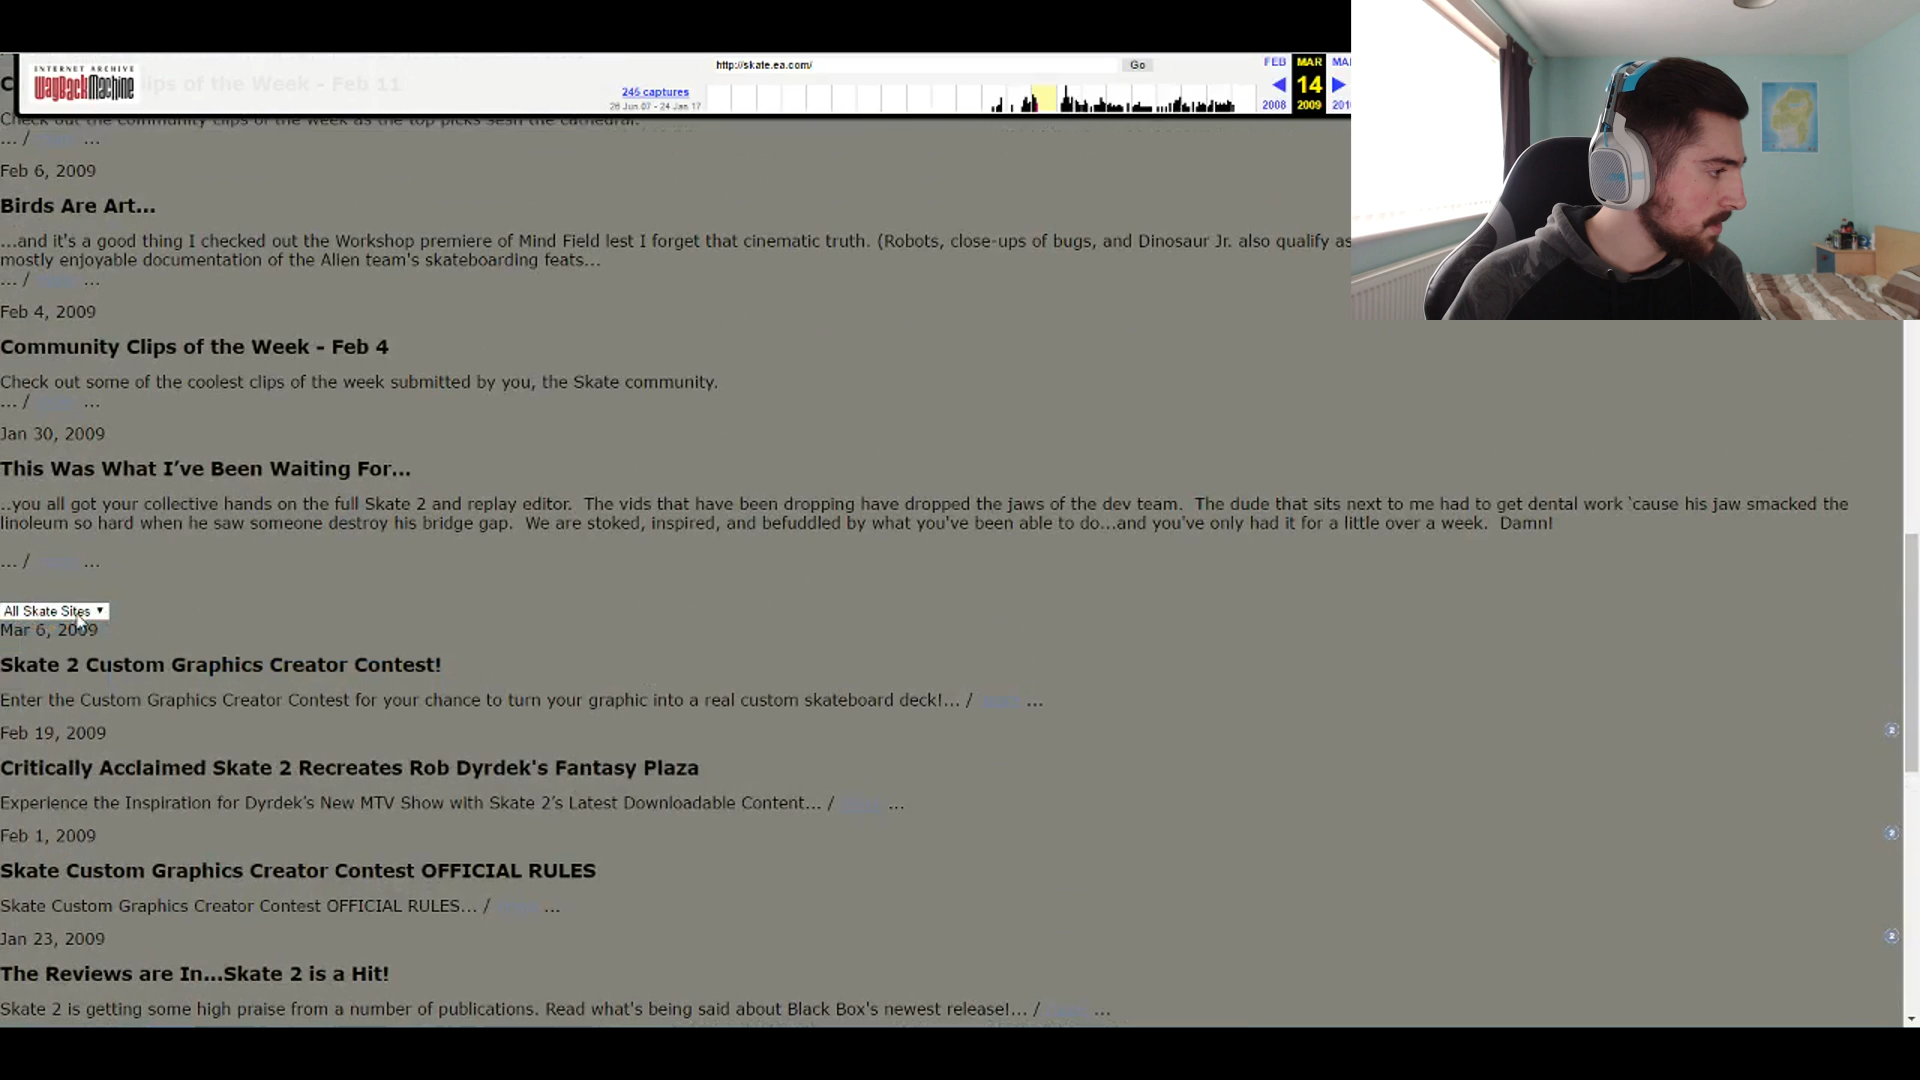 INTERNET ARCHIVE
WayBackMachine
http://skate.ea.com/
Go
FEB
MAR
245 captures
14
28 Jun 07 - 24 Jan 17
2008
2009
lips of the Week - Feb 11
Check out the community clips of the week as the top picks sesh the cathedral.
... / ...
Feb 6, 2009
Birds Are Art...
...and it's a good thing I checked out the Workshop premiere of Mind Field lest I forget that cinematic truth. (Robots, close-ups of bugs, and Dinosaur Jr. also qualify as
mostly enjoyable documentation of the Alien team's skateboarding feats...
... / ...
Feb 4, 2009
Community Clips of the Week - Feb 4
Check out some of the coolest clips of the week submitted by you, the Skate community.
... / ...
Jan 30, 2009
This Was What I’ve Been Waiting For...
..you all got your collective hands on the full Skate 2 and replay editor. The vids that have been dropping have dropped the jaws of the dev team. The dude that sits next to me had to get dental work ‘cause his jaw smacked the
linoleum so hard when he saw someone destroy his bridge gap. We are stoked, inspired, and befuddled by what you've been able to do...and you've only had it for a little over a week. Damn!
... / ...
All Skate Sites
Mar 6, 2009
Skate 2 Custom Graphics Creator Contest!
Enter the Custom Graphics Creator Contest for your chance to turn your graphic into a real custom skateboard deck!... / ...
Feb 19, 2009
Critically Acclaimed Skate 2 Recreates Rob Dyrdek's Fantasy Plaza
Experience the Inspiration for Dyrdek’s New MTV Show with Skate 2’s Latest Downloadable Content... / ...
Feb 1, 2009
Skate Custom Graphics Creator Contest OFFICIAL RULES
Skate Custom Graphics Creator Contest OFFICIAL RULES... / ...
Jan 23, 2009
The Reviews are In...Skate 2 is a Hit!
Skate 2 is getting some high praise from a number of publications. Read what's being said about Black Box's newest release!... / ...